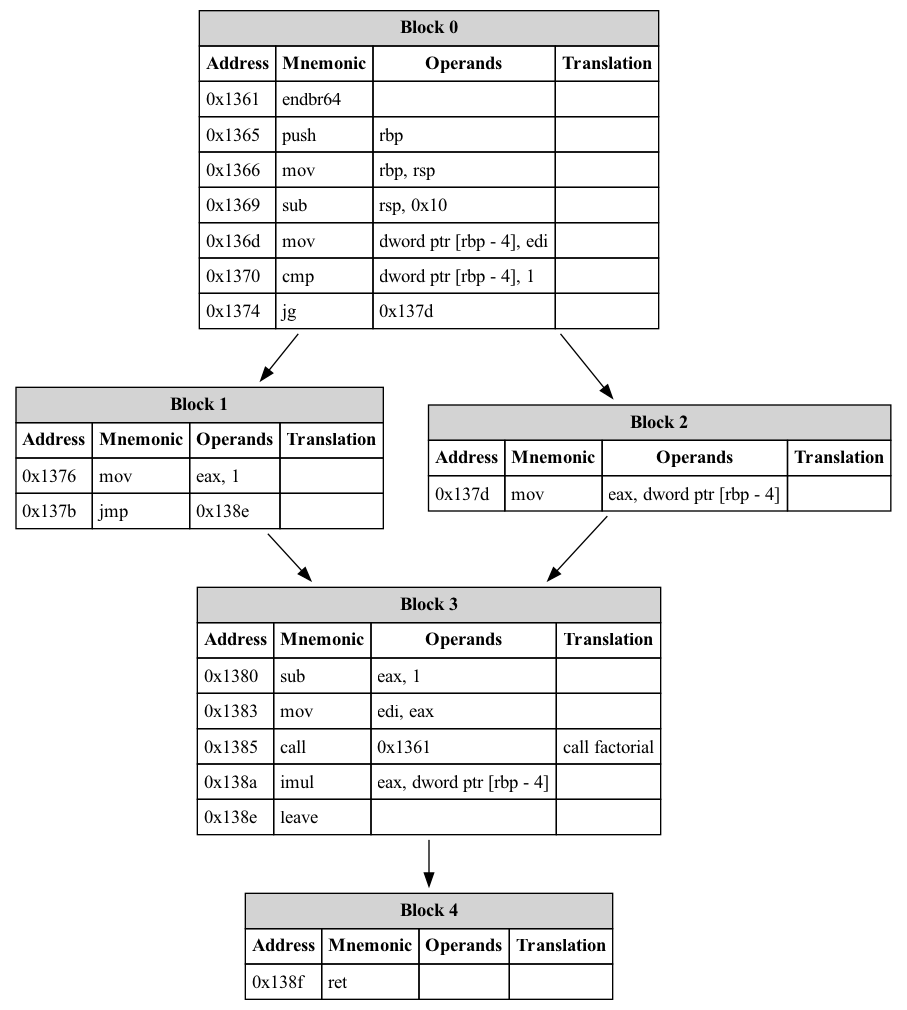 Block 0
Address Mnemonic Operands Translation
0x1361 endbr64
0x1365 push rbp
0x1366 mov rbp, rsp
0x1369 sub rsp, 0x10
0x136d mov dword ptr [rbp - 4], edi
0x1370 cmp dword ptr [rbp - 4], 1
0x1374 jg 0x137d
Block 1
Address Mnemonic Operands Translation
0x1376 mov eax, 1
0x137b jmp 0x138e
Block 2
Address Mnemonic Operands Translation
0x137d mov eax, dword ptr [rbp - 4]
Block 3
Address Mnemonic Operands Translation
0x1380 sub eax, 1
0x1383 mov edi, eax
0x1385 call 0x1361 call factorial
0x138a imul eax, dword ptr [rbp - 4]
0x138e leave
Block 4
Address Mnemonic Operands Translation
0x138f ret